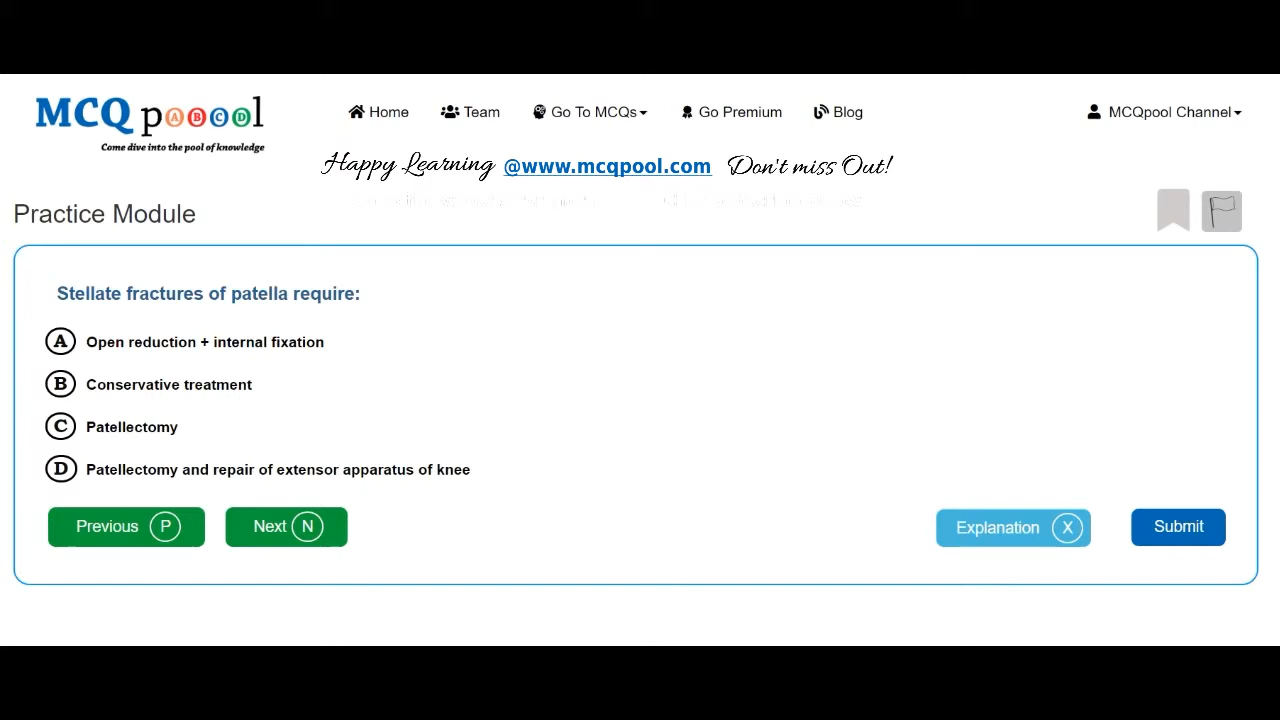 MCQ pABCDl
Come dive into the pool of knowledge
Home Team Go To MCQs Go Premium Blog MCQpool Channel
Happy Learning @www.mcqpool.com Don't miss Out!
Practice Module
Stellate fractures of patella require:
A Open reduction + internal fixation
B Conservative treatment
C Patellectomy
D Patellectomy and repair of extensor apparatus of knee
Previous P Next N Explanation X Submit